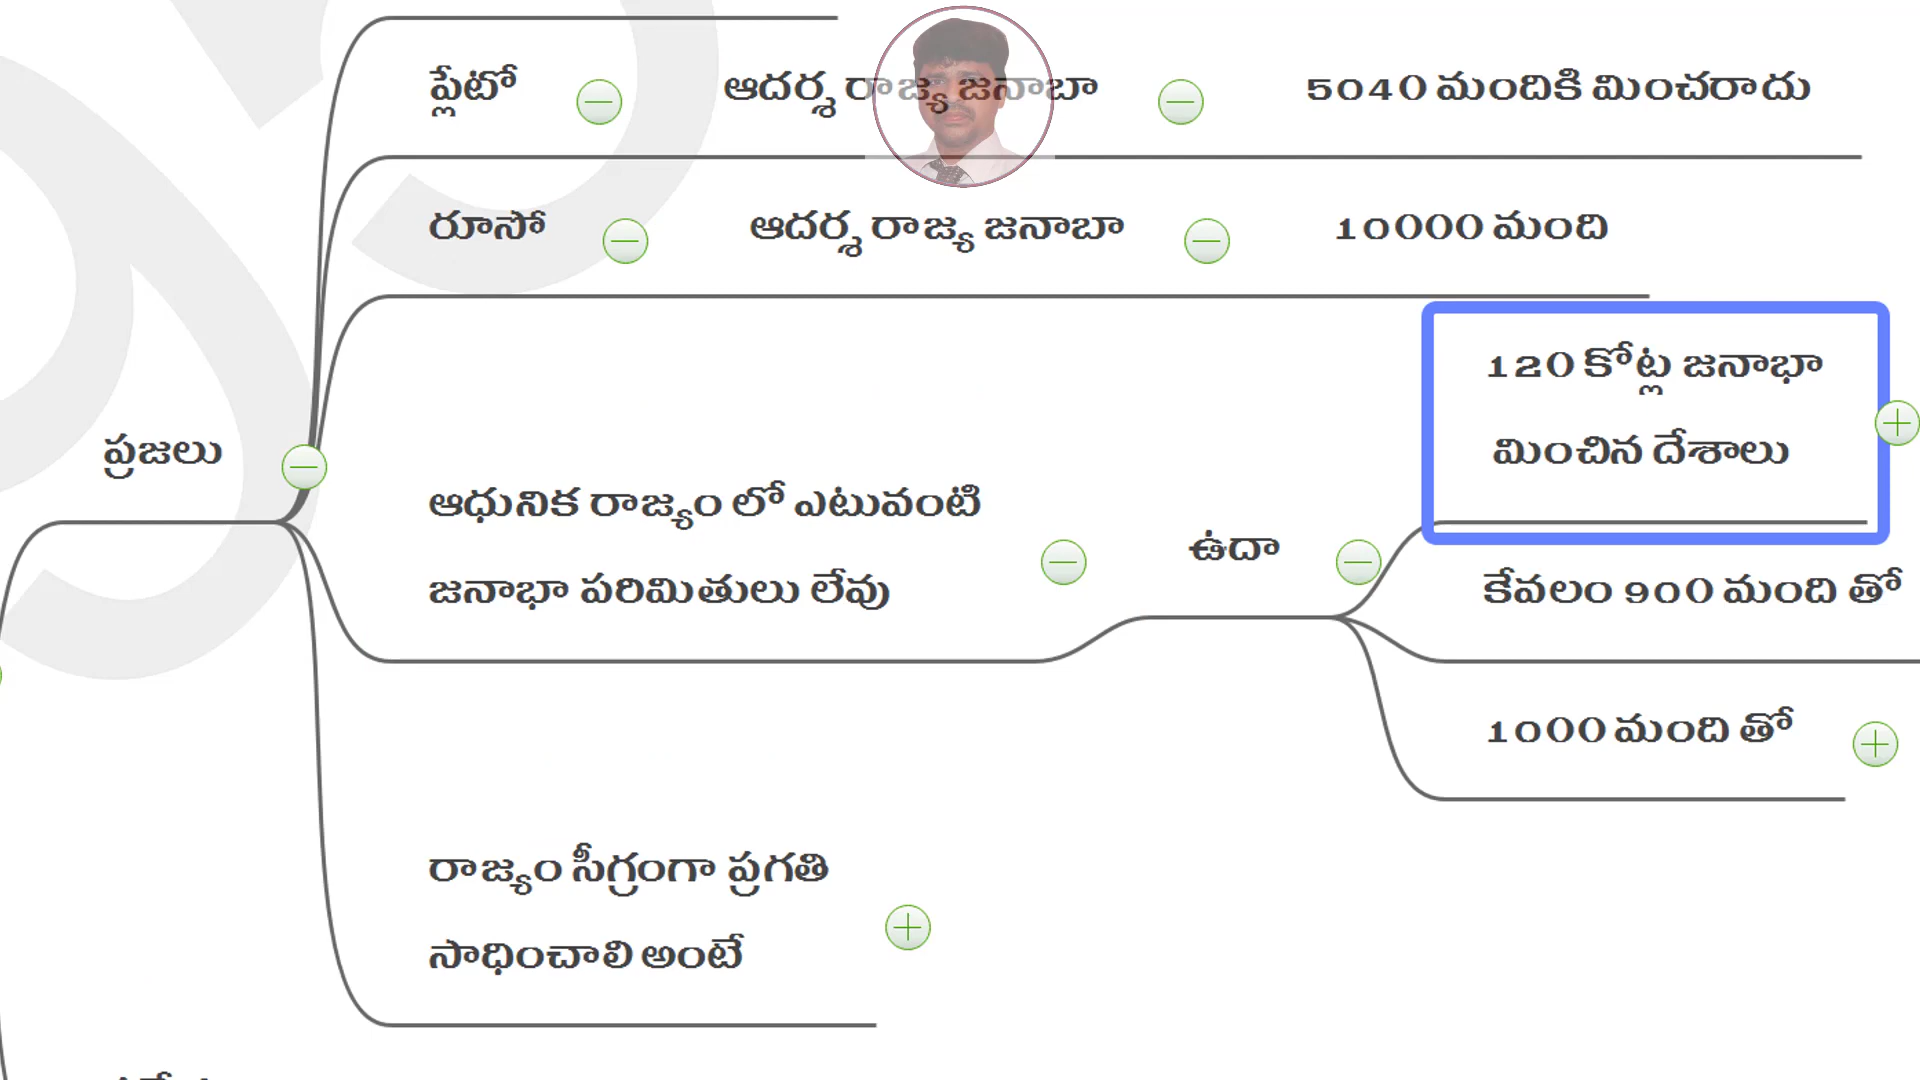 ప్లేటో ఆదర్శ రాజ్య జనాబా 5040 మందికి మించరాదు
రూసో ఆదర్శ రాజ్య జనాబా 10000 మంది
120 కోట్ల జనాభా
మించిన దేశాలు
ప్రజలు
ఆధునిక రాజ్యం లో ఎటువంటి
జనాభా పరిమితులు లేవు
ఉదా
కేవలం 900 మంది తో
1000 మంది తో
రాజ్యం సీగ్రంగా ప్రగతి
సాధించాలి అంటే